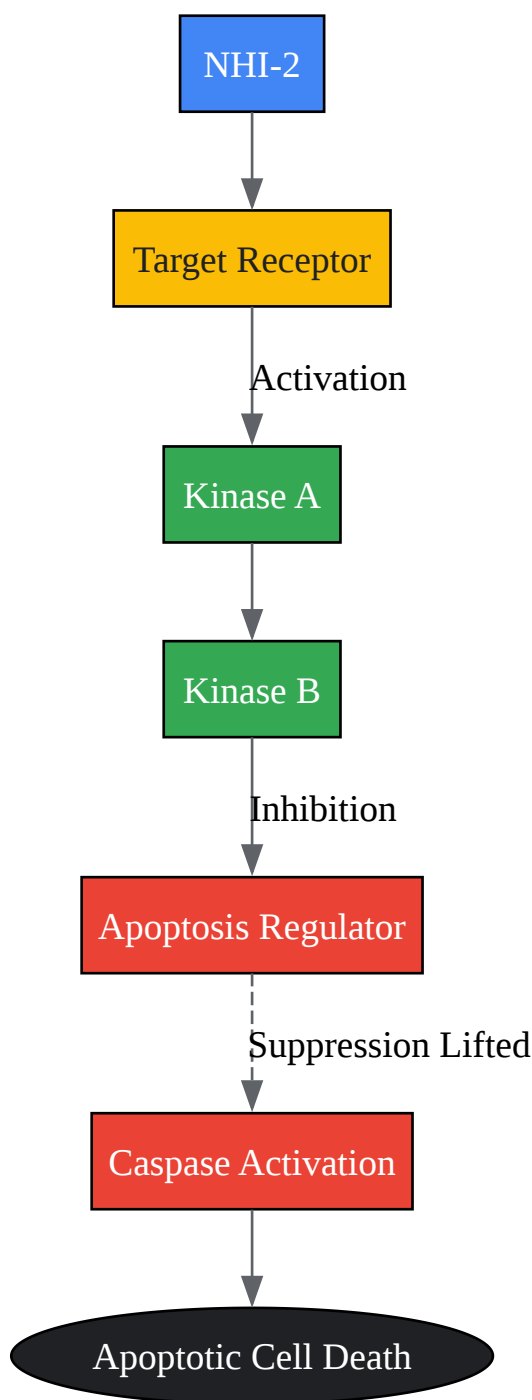 NHI-2
Target Receptor
Activation
Kinase A
Kinase B
Inhibition
Apoptosis Regulator
Suppression Lifted
Caspase Activation
Apoptotic Cell Death